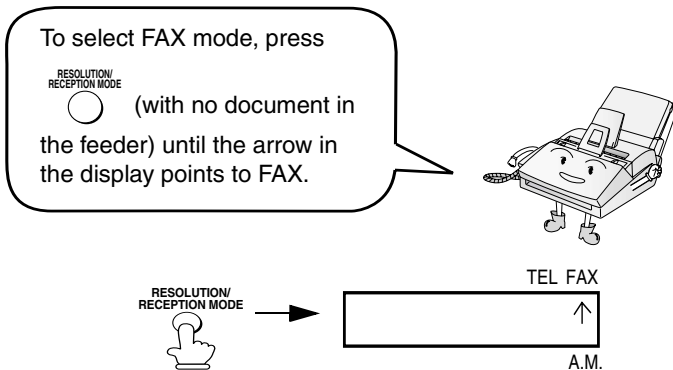 To select FAX mode, press
RESOLUTION/
RECEPTION MODE
(with no document in
the feeder) until the arrow in
the display points to FAX.
TEL FAX
RESOLUTION/
RECEPTION MODE
A.M.